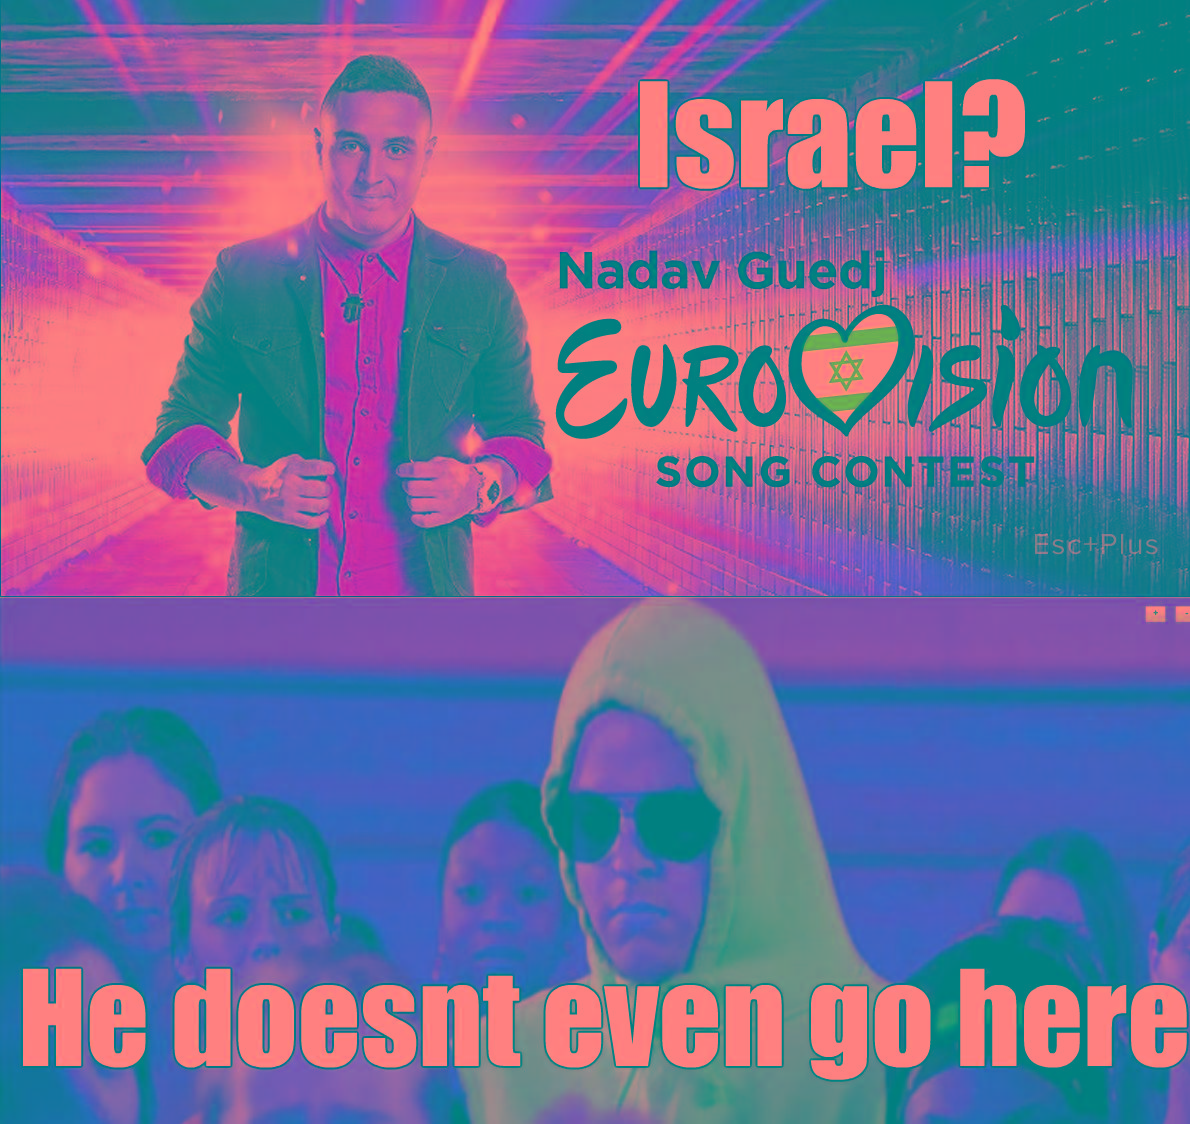 Israel?
Nadav Guedj
EUROVISION
SONG CONTEST
Esc+Plus
+ -
He doesnt even go here